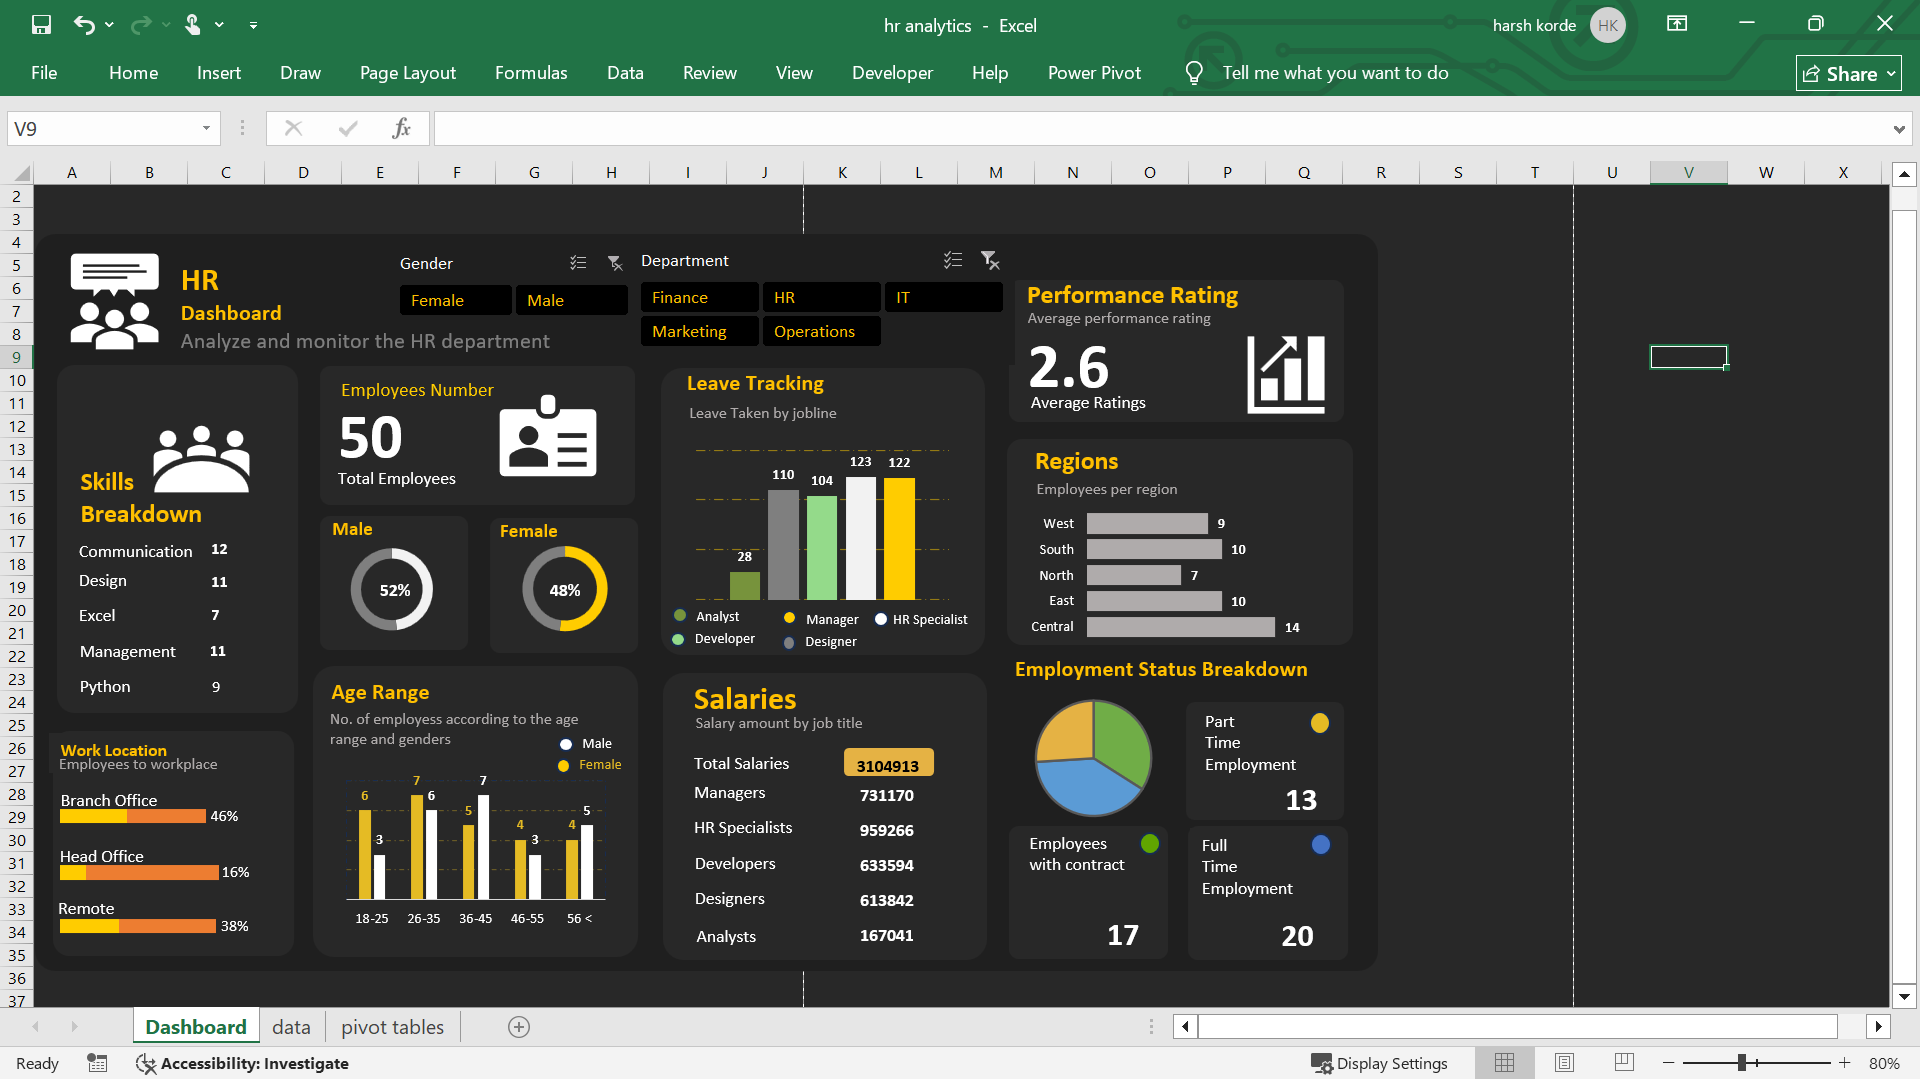 hr analytics - Excel
harsh korde
HK
File Home Insert Draw Page Layout Formulas Data Review View Developer Help Power Pivot Tell me what you want to do
Share
V9
fx
A B C D E F G H I J K L M N O P Q R S T U V W X
2
3
4
5
6
7
8
9
10
11
12
13
14
15
16
17
18
19
20
21
22
23
24
25
26
27
28
29
30
31
32
33
34
35
36
37
HR
Dashboard
Analyze and monitor the HR department
Gender
Female Male
Department
Finance HR IT
Marketing Operations
Performance Rating
Average performance rating
2.6
Average Ratings
Skills
Breakdown
Communication 12
Design 11
Excel 7
Management 11
Python 9
Employees Number
50
Total Employees
Male
52%
Female
48%
Leave Tracking
Leave Taken by jobline
28 110 104 123 122
Analyst Manager HR Specialist
Developer Designer
Regions
Employees per region
West 9
South 10
North 7
East 10
Central 14
Work Location
Employees to workplace
Branch Office
46%
Head Office
16%
Remote
38%
Age Range
No. of employess according to the age
range and genders
Male
Female
6 3 7 6 5 7 4 3 4 5
18-25 26-35 36-45 46-55 56 <
Salaries
Salary amount by job title
Total Salaries 3104913
Managers 731170
HR Specialists 959266
Developers 633594
Designers 613842
Analysts 167041
Employment Status Breakdown
Part
Time
Employment
13
Employees
with contract
17
Full
Time
Employment
20
Dashboard data pivot tables
Ready
Accessibility: Investigate
Display Settings
80%